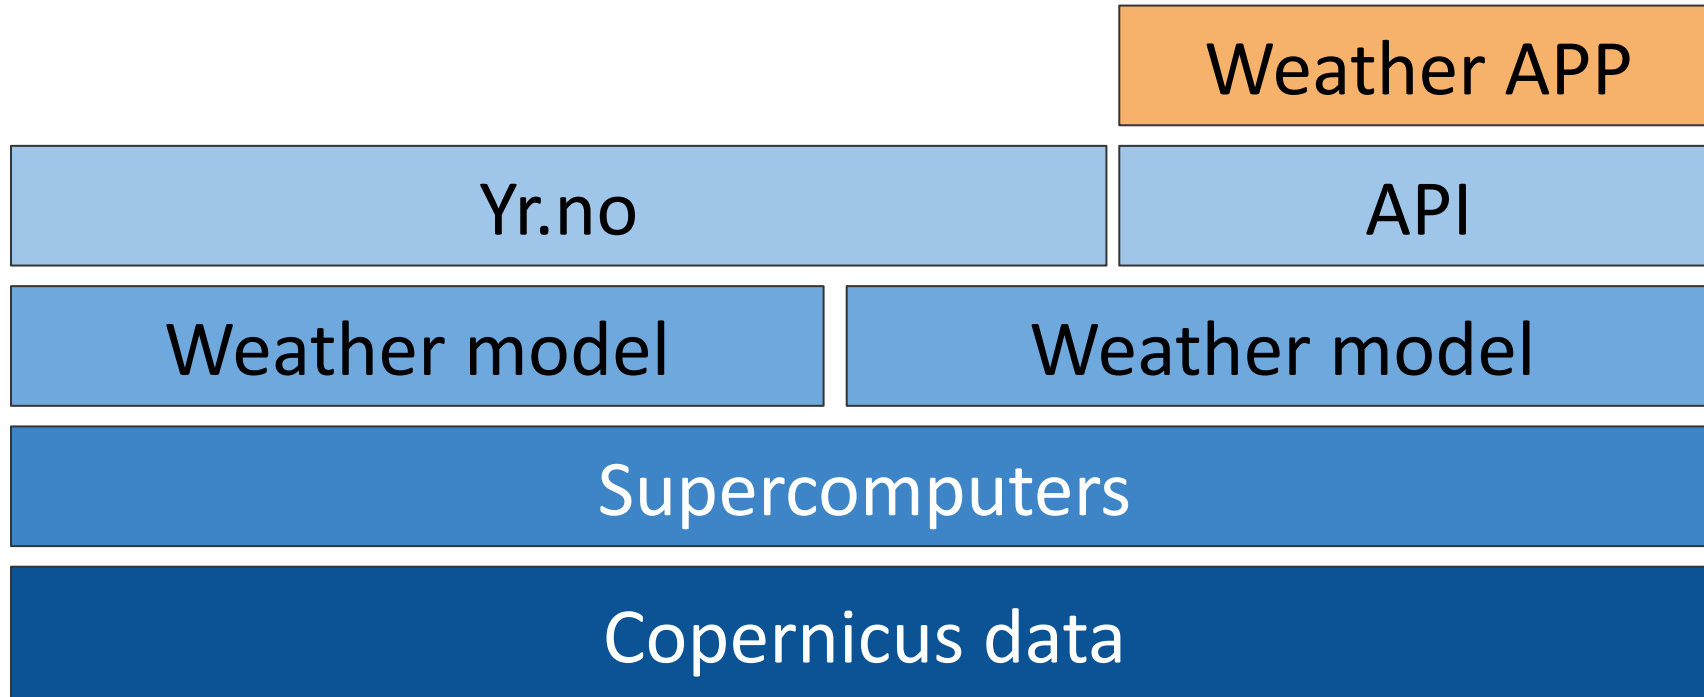 Weather APP
Yr.no
API
Weather model
Weather model
Supercomputers
Copernicus data